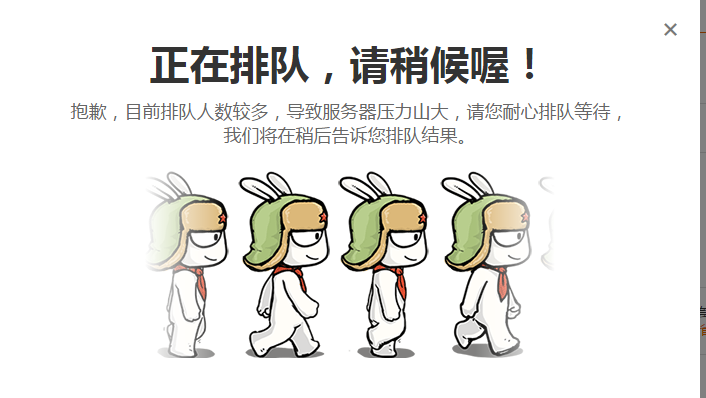 正在排队，请稍候喔！
抱歉，目前排队人数较多，导致服务器压力山大，请您耐心排队等待，
我们将在稍后告诉您排队结果。